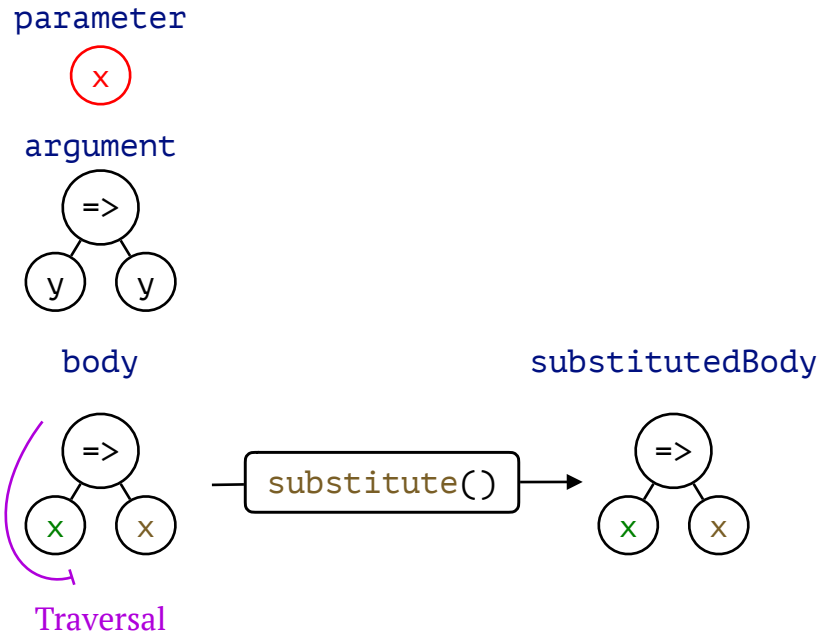 parameter
x
argument
=>
y y
body substitutedBody
=> =>
substitute()
x x x x
Traversal